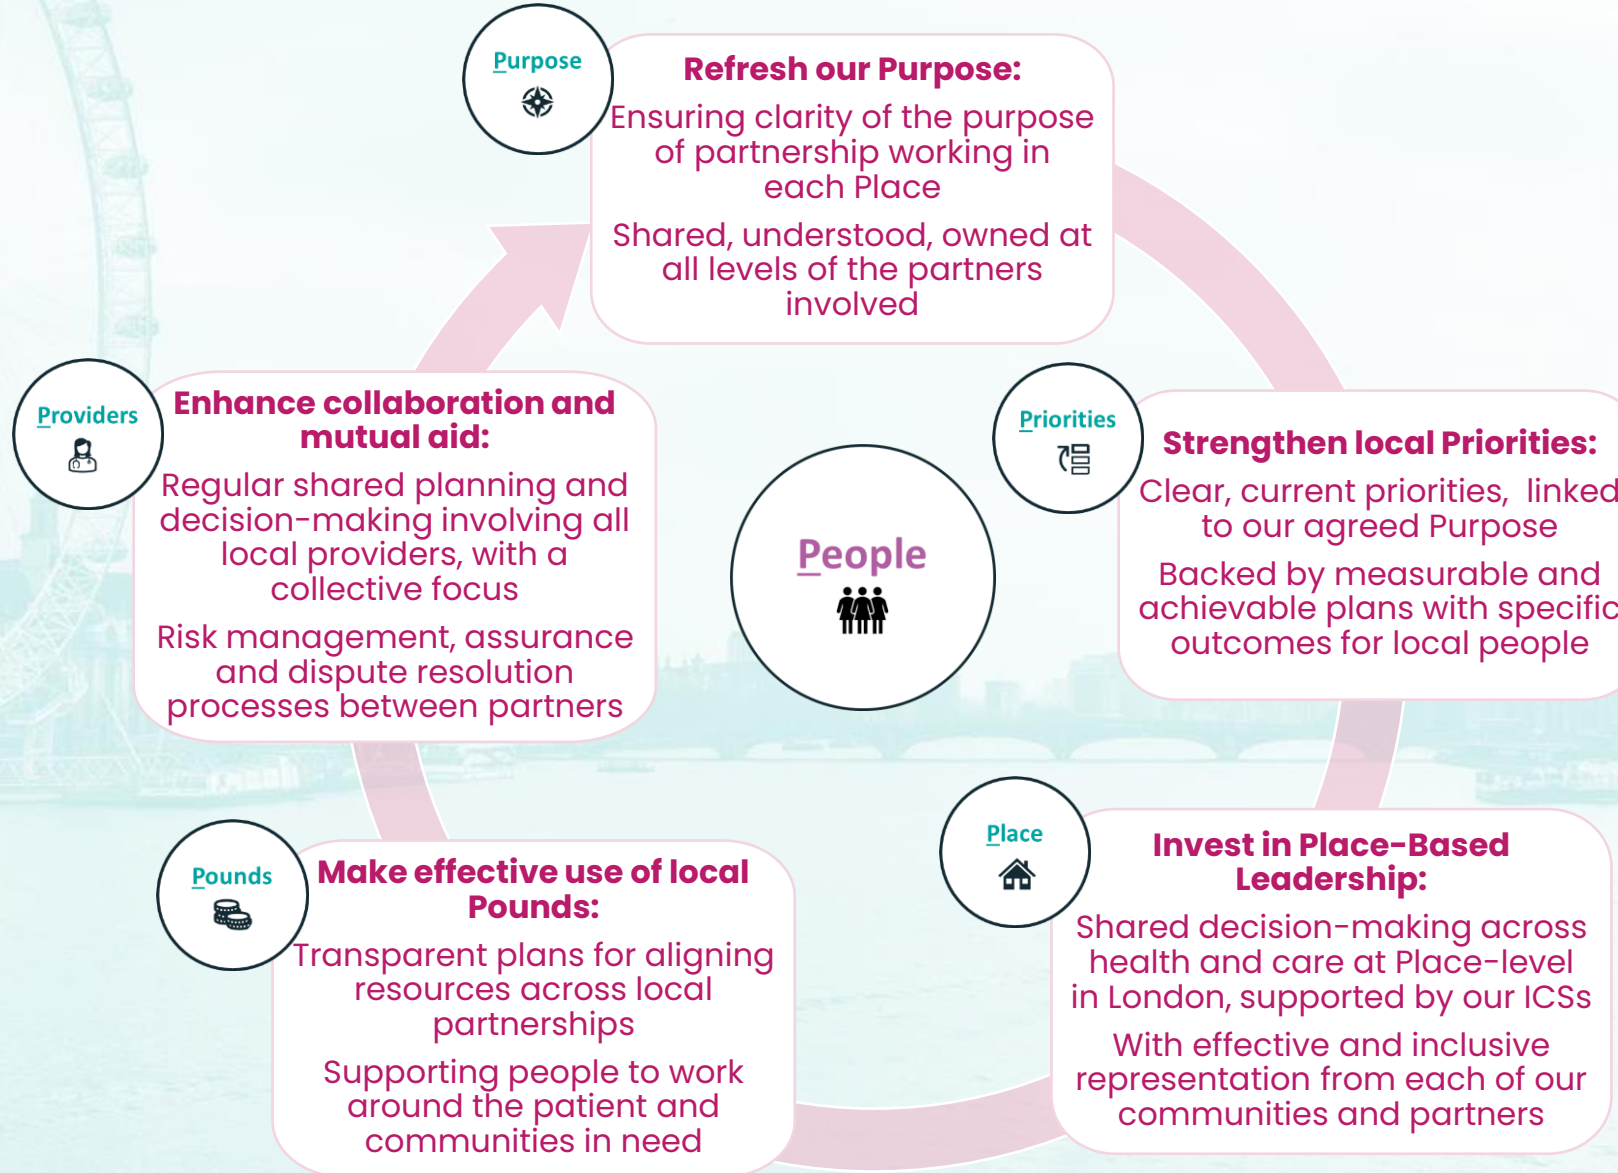 Purpose
Refresh our Purpose:
Ensuring clarity of the purpose
of partnership working in
each Place
Shared, understood, owned at
all levels of the partners
involved
Priorities
Strengthen local Priorities:
Clear, current priorities, linked
to our agreed Purpose
Backed by measurable and
achievable plans with specific
outcomes for local people
Place
Invest in Place-Based
Leadership:
Shared decision-making across
health and care at Place-level
in London, supported by our ICSs
With effective and inclusive
representation from each of our
communities and partners
Pounds
Make effective use of local
Pounds:
Transparent plans for aligning
resources across local
partnerships
Supporting people to work
around the patient and
communities in need
Providers
Enhance collaboration and
mutual aid:
Regular shared planning and
decision-making involving all
local providers, with a
collective focus
Risk management, assurance
and dispute resolution
processes between partners
People